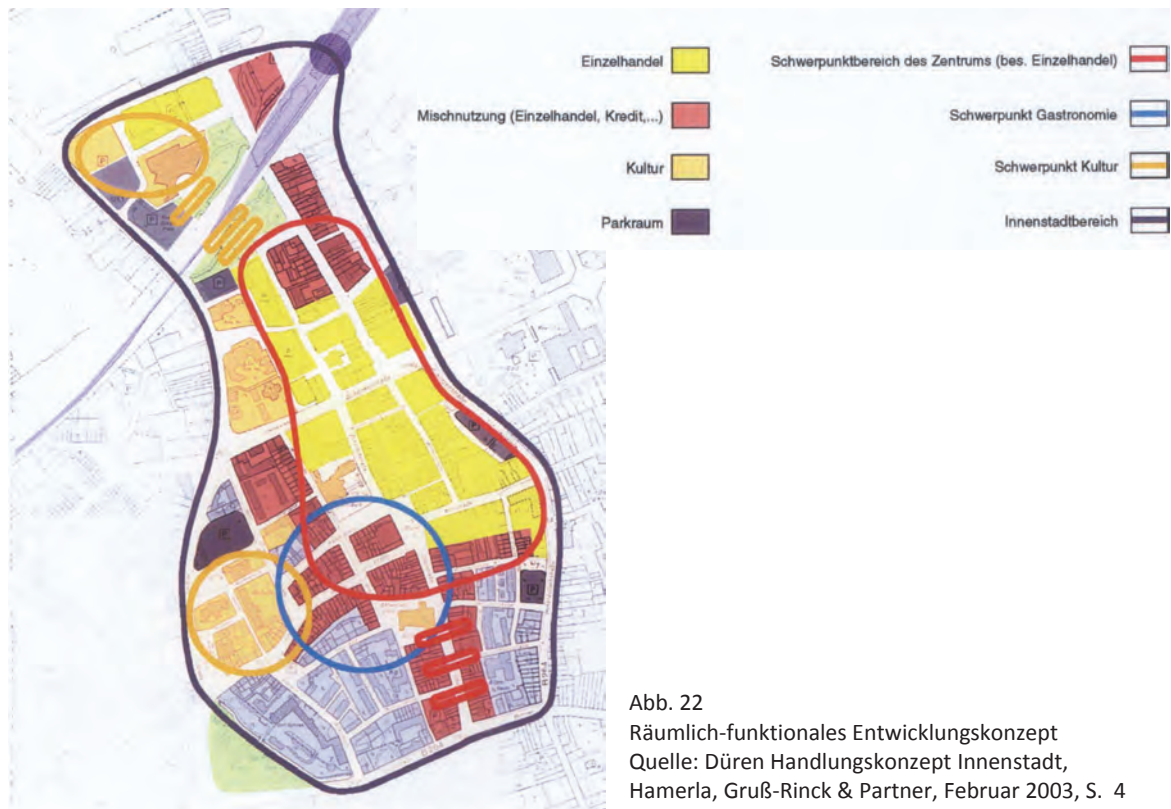 Einzelhandel
Mischnutzung (Einzelhandel, Kredit,...)
Kultur
Parkraum
Schwerpunktbereich des Zentrums (bes. Einzelhandel)
Schwerpunkt Gastronomie
Schwerpunkt Kultur
Innenstadtbereich
P
P
P
P
B 264
Abb. 22
Räumlich-funktionales Entwicklungskonzept
Quelle: Düren Handlungskonzept Innenstadt,
Hamerla, Gruß-Rinck & Partner, Februar 2003, S. 4